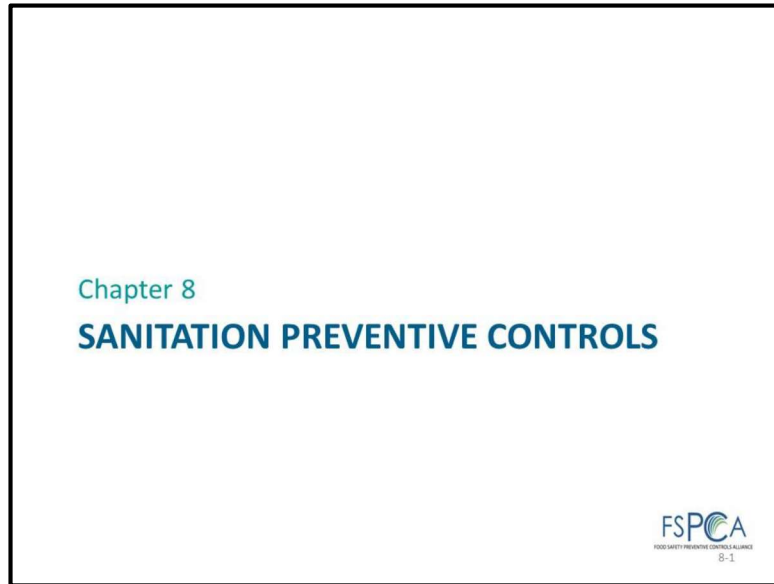 Chapter 8
SANITATION PREVENTIVE CONTROLS
FSPCA
FOOD SAFETY PREVENTIVE CONTROLS ALLIANCE
8-1